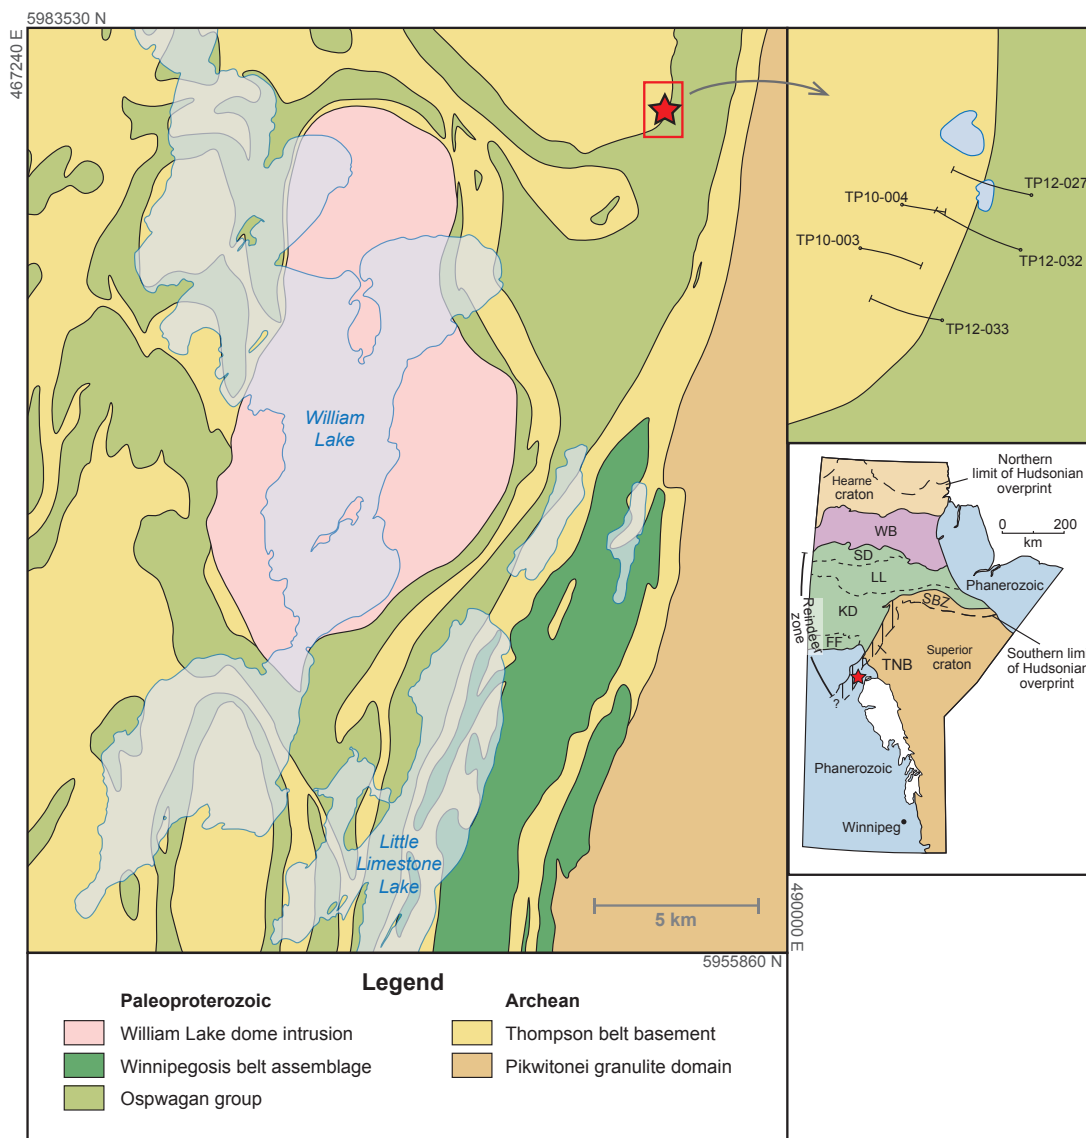 5983530 N
467240 E
TP12-027
TP10-004
TP10-003
TP12-032
TP12-033
William
Lake
Little
Limestone
Lake
5 km
490000 E
5955860 N
Northern
limit of Hudsonian
overprint
Hearne
craton
0 200
km
WB
SD
LL
Phanerozoic
KD
SBZ
Reindeer
zone
FF
TNB
Superior
craton
Southern limit
of Hudsonian
overprint
?
Phanerozoic
Winnipeg
Legend
Paleoproterozoic
William Lake dome intrusion
Winnipegosis belt assemblage
Ospwagan group
Archean
Thompson belt basement
Pikwitonei granulite domain